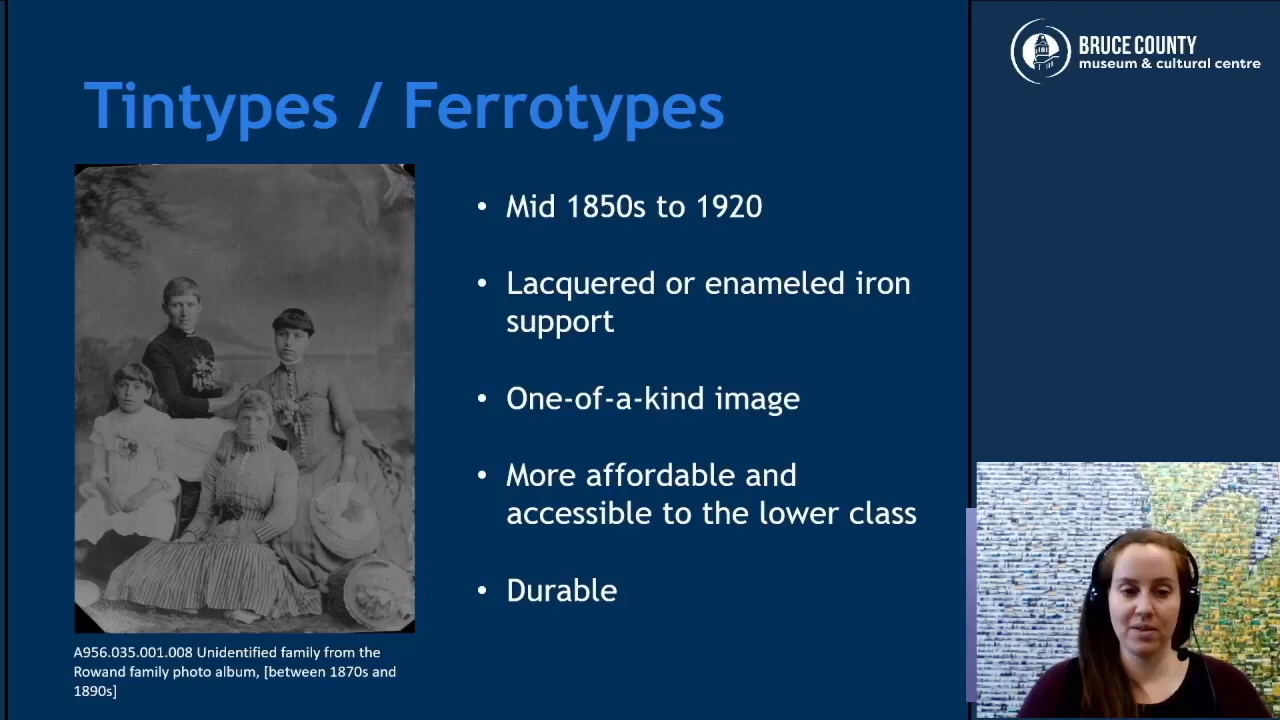 Tintypes / Ferrotypes
• Mid 1850s to 1920
• Lacquered or enameled iron
support
• One-of-a-kind image
• More affordable and
accessible to the lower class
• Durable
A956.035.001.008 Unidentified family from the
Rowand family photo album, [between 1870s and
1890s]
BRUCE COUNTY
museum & cultural centre